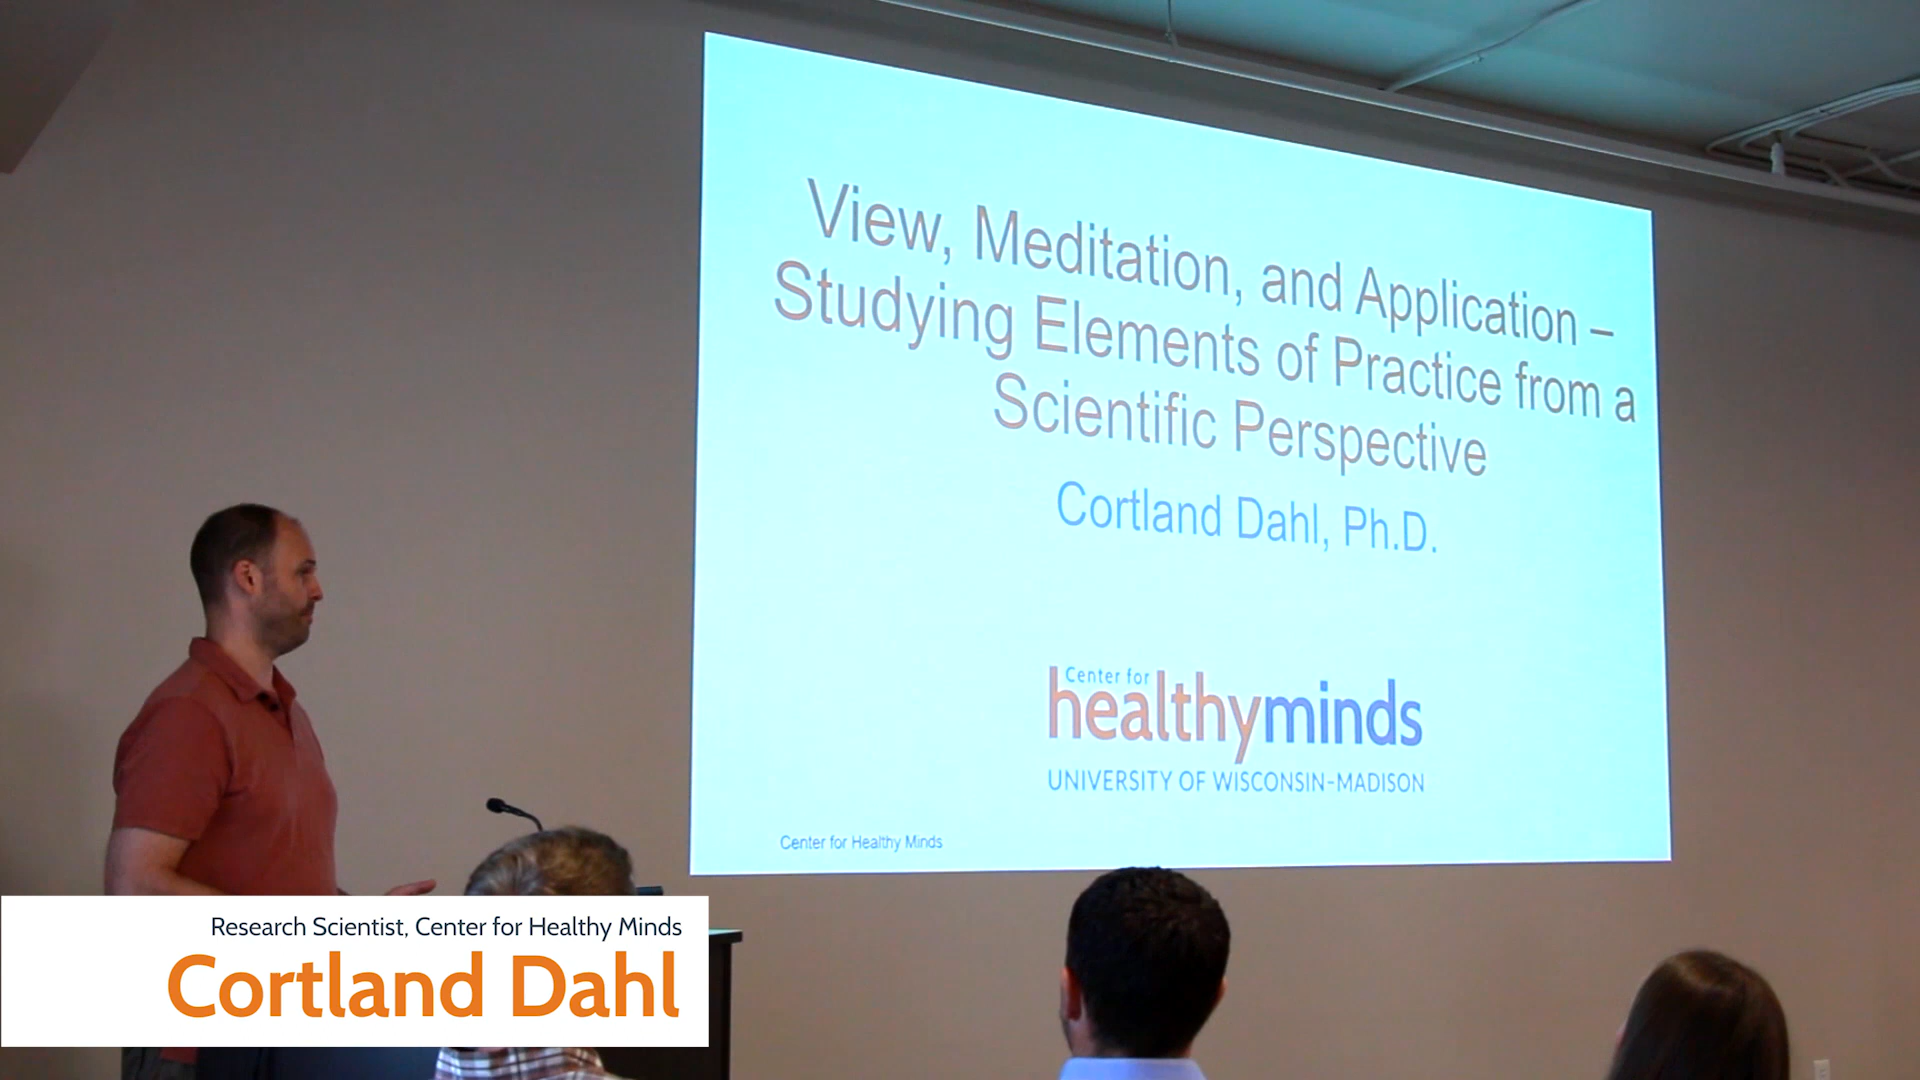 View, Meditation, and Application –
Studying Elements of Practice from a
Scientific Perspective
Cortland Dahl, Ph.D.
Center for
healthyminds
UNIVERSITY OF WISCONSIN-MADISON
Center for Healthy Minds
Research Scientist, Center for Healthy Minds
Cortland Dahl